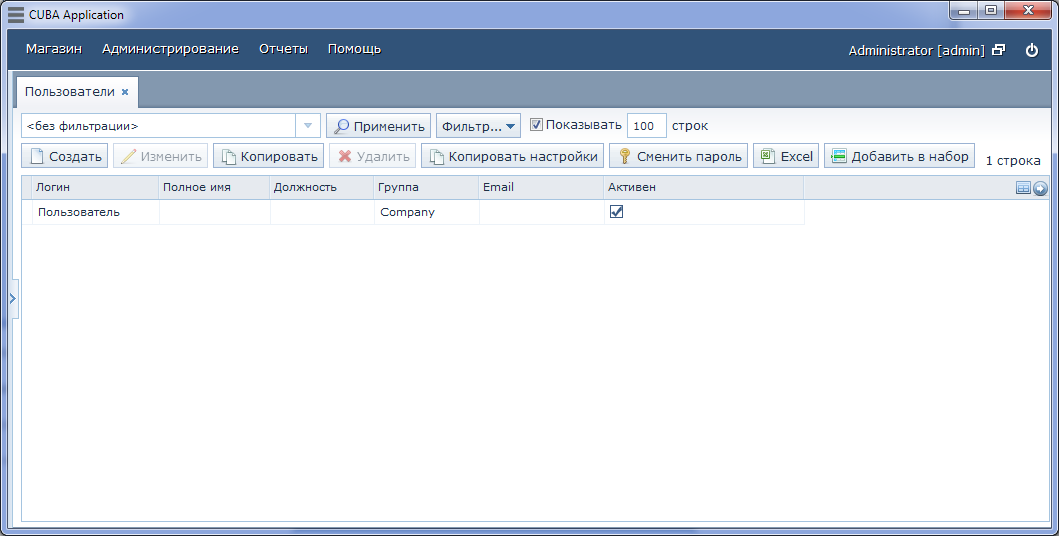 CUBA Application
Магазин Администрирование Отчеты Помощь Administrator [admin]
Пользователи
<без фильтрации> Применить Фильтр... Показывать 100 строк
Создать Изменить Копировать Удалить Копировать настройки Сменить пароль Excel Добавить в набор 1 строка
Логин Полное имя Должность Группа Email Активен
Пользователь Company